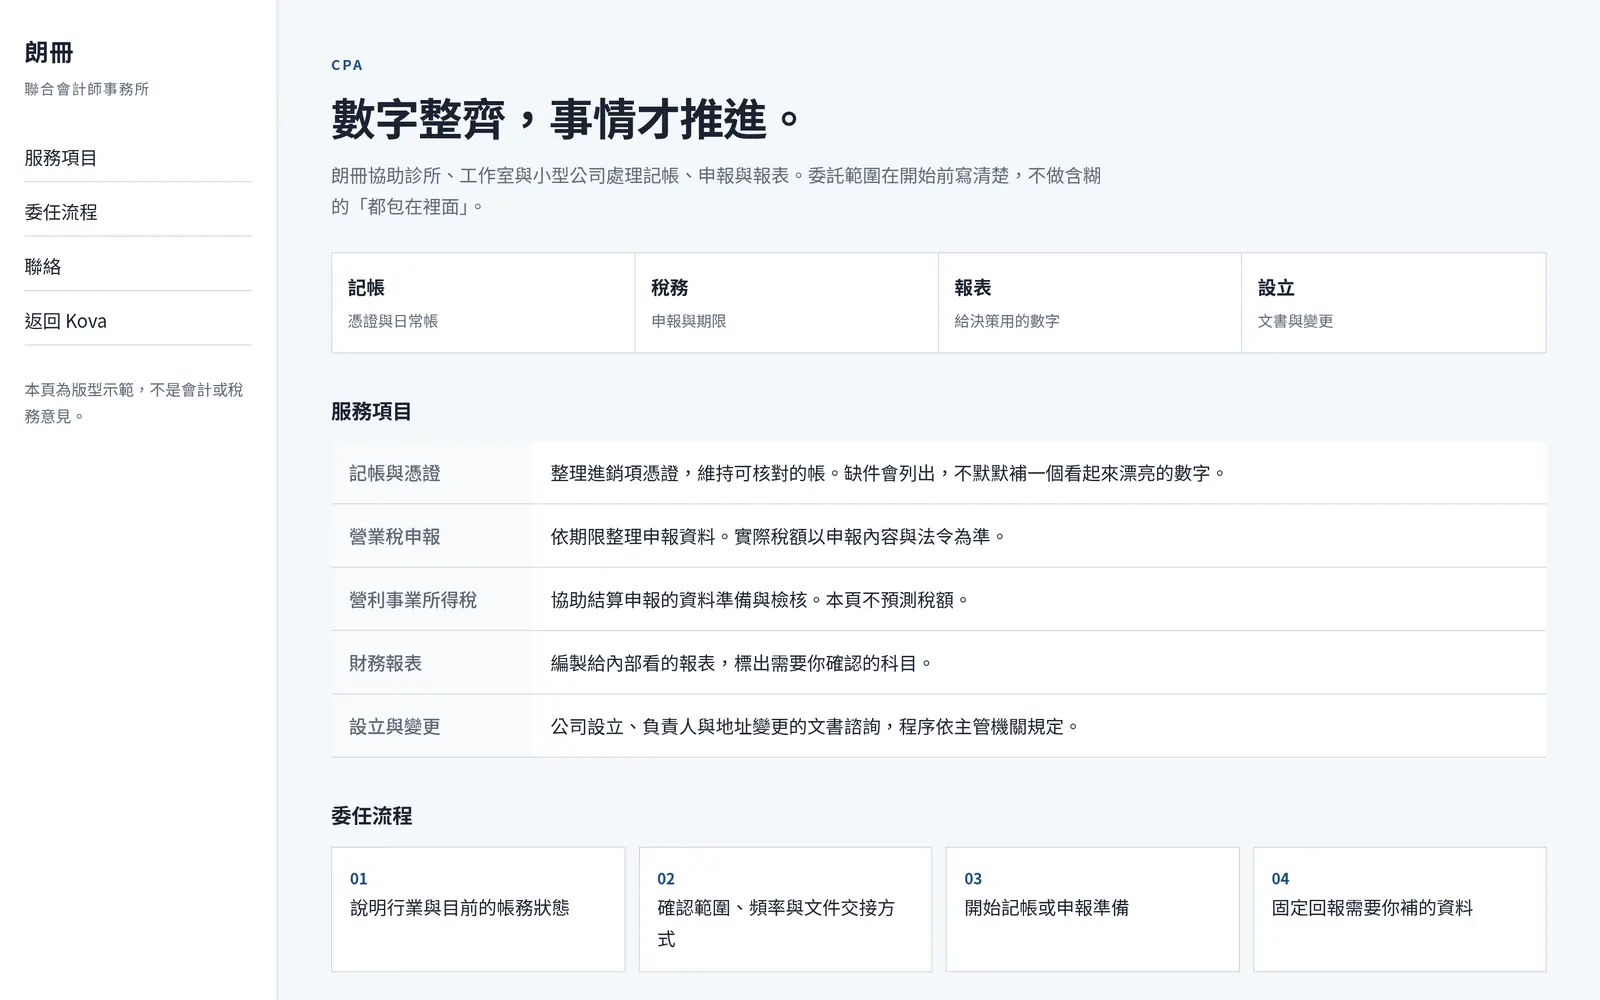 朗冊
聯合會計師事務所
服務項目
委任流程
聯絡
返回 Kova
本頁為版型示範，不是會計或稅
務意見。
CPA
數字整齊，事情才推進。
朗冊協助診所、工作室與小型公司處理記帳、申報與報表。委託範圍在開始前寫清楚，不做含糊
的「都包在裡面」。
記帳
憑證與日常帳
稅務
申報與期限
報表
給決策用的數字
設立
文書與變更
服務項目
記帳與憑證
整理進銷項憑證，維持可核對的帳。缺件會列出，不默默補一個看起來漂亮的數字。
營業稅申報
依期限整理申報資料。實際稅額以申報內容與法令為準。
營利事業所得稅
協助結算申報的資料準備與檢核。本頁不預測稅額。
財務報表
編製給內部看的報表，標出需要你確認的科目。
設立與變更
公司設立、負責人與地址變更的文書諮詢，程序依主管機關規定。
委任流程
01
說明行業與目前的帳務狀態
02
確認範圍、頻率與文件交接方
式
03
開始記帳或申報準備
04
固定回報需要你補的資料